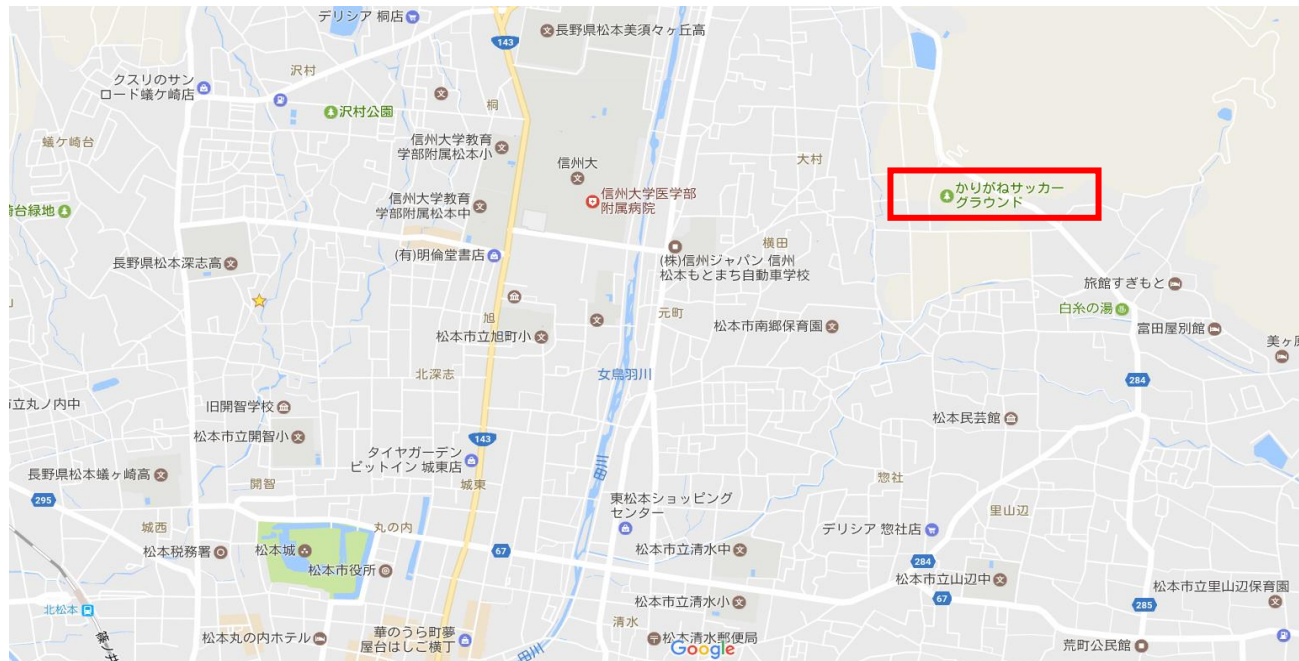 デリシア 桐店
143
長野県松本美須々ヶ丘高
クスリのサン
ロード蟻ケ崎店
沢村
桐
沢村公園
蟻ケ崎台
信州大学教育
学部附属松本小
信州大
大村
信州大学医学部
附属病院
かりがねサッカー
グラウンド
信州大学教育
学部附属松本中
台緑地
(有)明倫堂書店
横田
(株)信州ジャパン 信州
松本もとまち自動車学校
長野県松本深志高
旅館すぎもと
白糸の湯
旭
元町
松本市南郷保育園
富田屋別館
松本市立旭町小
美ヶ原
北深志
女鳥羽川
284
市立丸ノ内中
旧開智学校
松本民芸館
松本市立開智小
143
タイヤガーデン
ピットイン 城東店
長野県松本蟻ヶ崎高
田川
惣社
開智
城東
295
東松本ショッピング
センター
里山辺
城西
丸の内
デリシア 惣社店
松本税務署
松本城
67
松本市立清水中
松本市役所
284
松本市立山辺中
松本市立里山辺保育園
67
北松本
松本市立清水小
285
清水
篠ノ井
松本丸の内ホテル
華のうら町夢
屋台はしご横丁
田川
松本清水郵便局
荒町公民館
Google